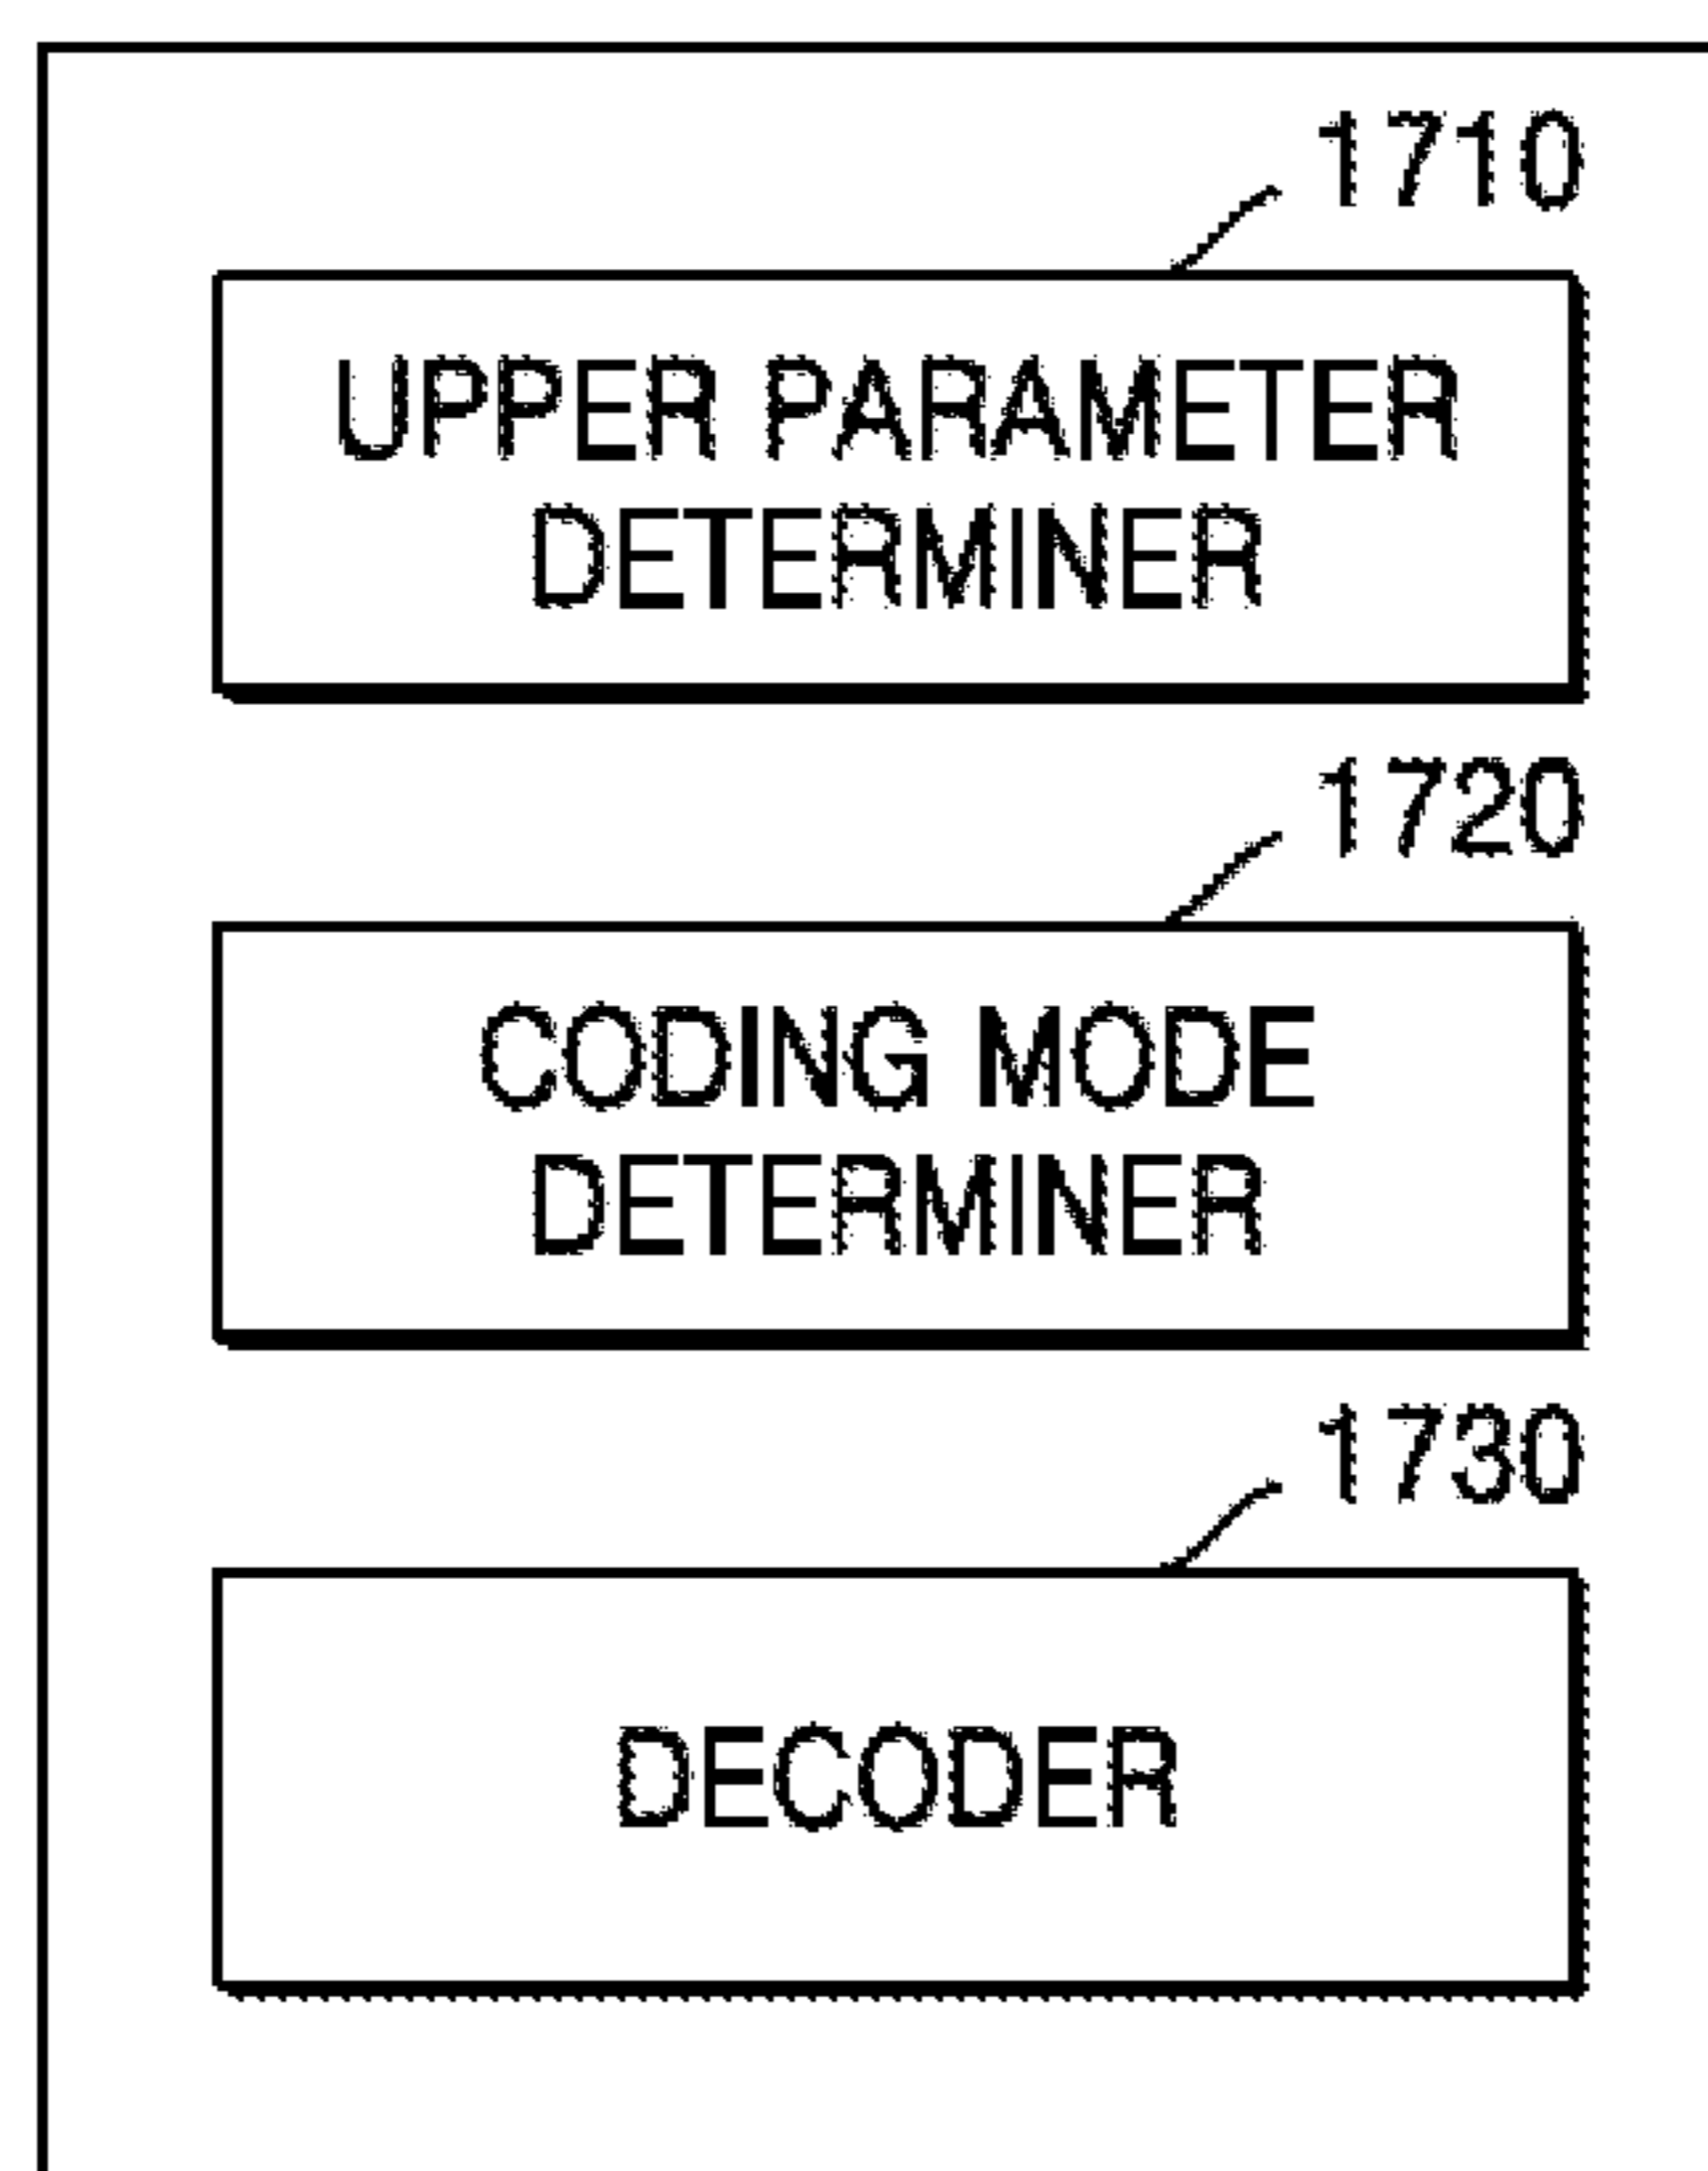 1710
UPPER PARAMETER
DETERMINER
1720
CODING MODE
DETERMINER
1730
DECODER